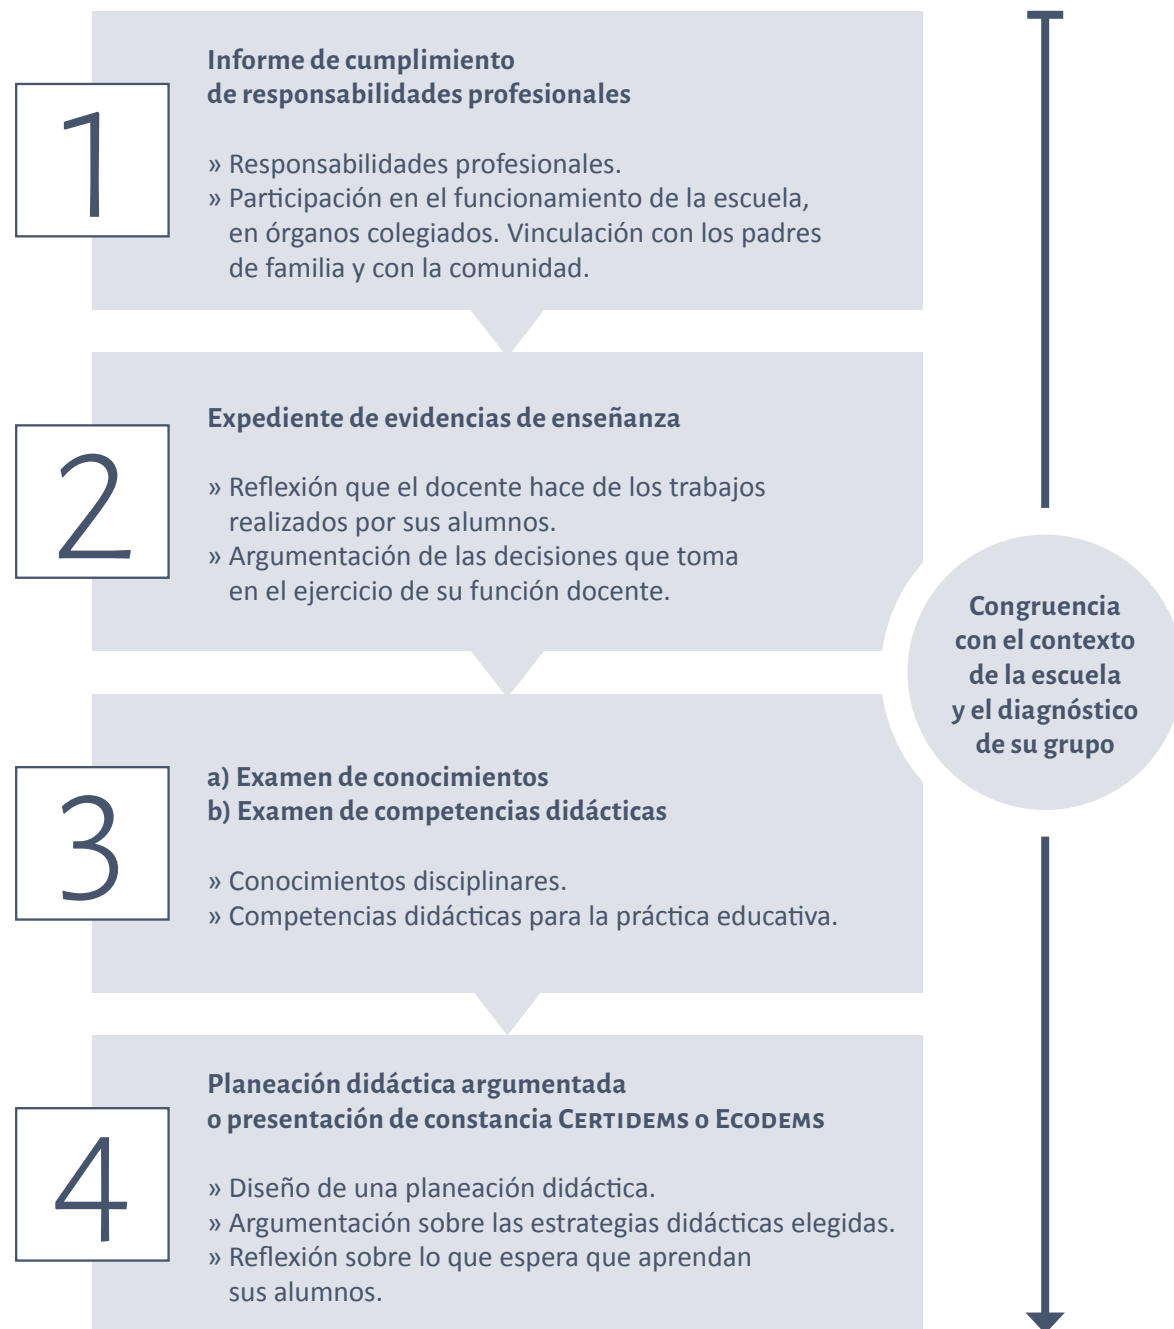 1
Informe de cumplimiento
de responsabilidades profesionales
» Responsabilidades profesionales.
» Participación en el funcionamiento de la escuela,
en órganos colegiados. Vinculación con los padres
de familia y con la comunidad.
2
Expediente de evidencias de enseñanza
» Reflexión que el docente hace de los trabajos
realizados por sus alumnos.
» Argumentación de las decisiones que toma
en el ejercicio de su función docente.
3
a) Examen de conocimientos
b) Examen de competencias didácticas
» Conocimientos disciplinares.
» Competencias didácticas para la práctica educativa.
4
Planeación didáctica argumentada
o presentación de constancia CERTIDEMS o ECODEMS
» Diseño de una planeación didáctica.
» Argumentación sobre las estrategias didácticas elegidas.
» Reflexión sobre lo que espera que aprendan
sus alumnos.
Congruencia
con el contexto
de la escuela
y el diagnóstico
de su grupo